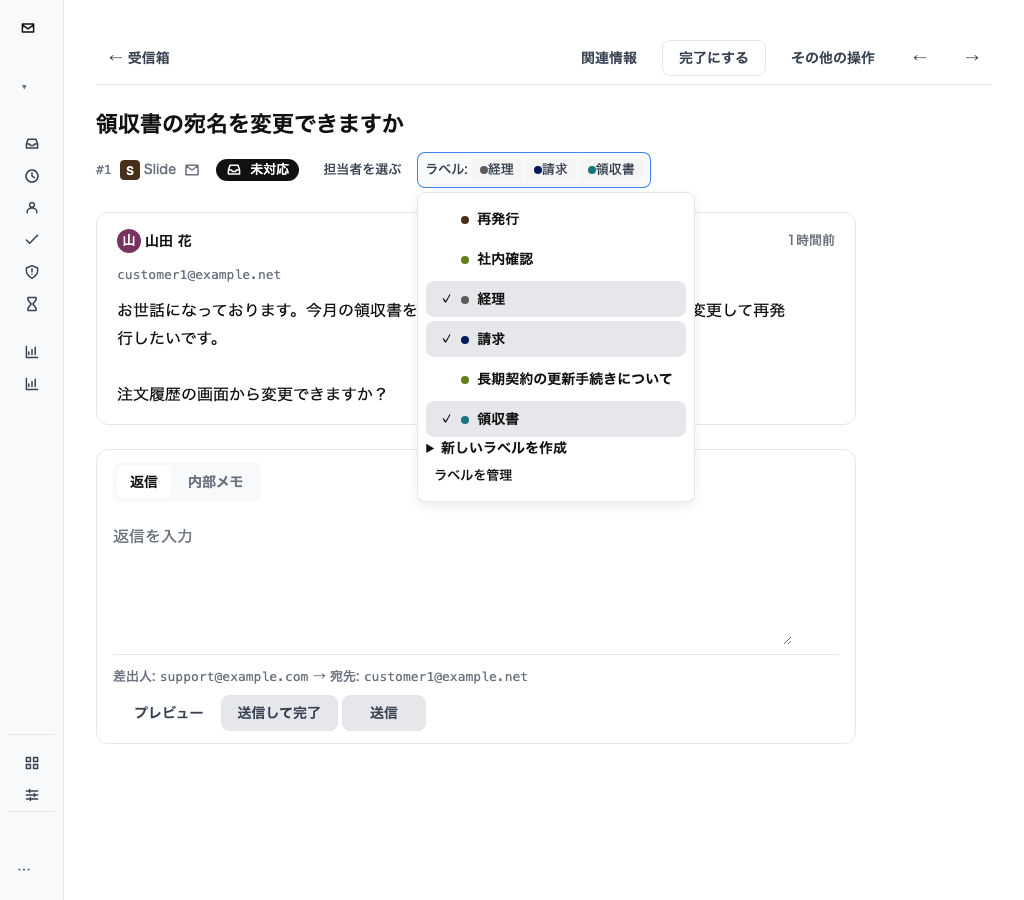 ← 受信箱
関連情報
完了にする
その他の操作
←
→
領収書の宛名を変更できますか
#1 S Slide 未対応 担当者を選ぶ ラベル: 経理 請求 領収書
再発行
社内確認
✓ 経理
✓ 請求
長期契約の更新手続きについて
✓ 領収書
▶ 新しいラベルを作成
ラベルを管理
山 山田 花
1時間前
customer1@example.net
お世話になっております。今月の領収書を
変更して再発
行したいです。
注文履歴の画面から変更できますか？
返信 内部メモ
返信を入力
差出人: support@example.com → 宛先: customer1@example.net
プレビュー 送信して完了 送信